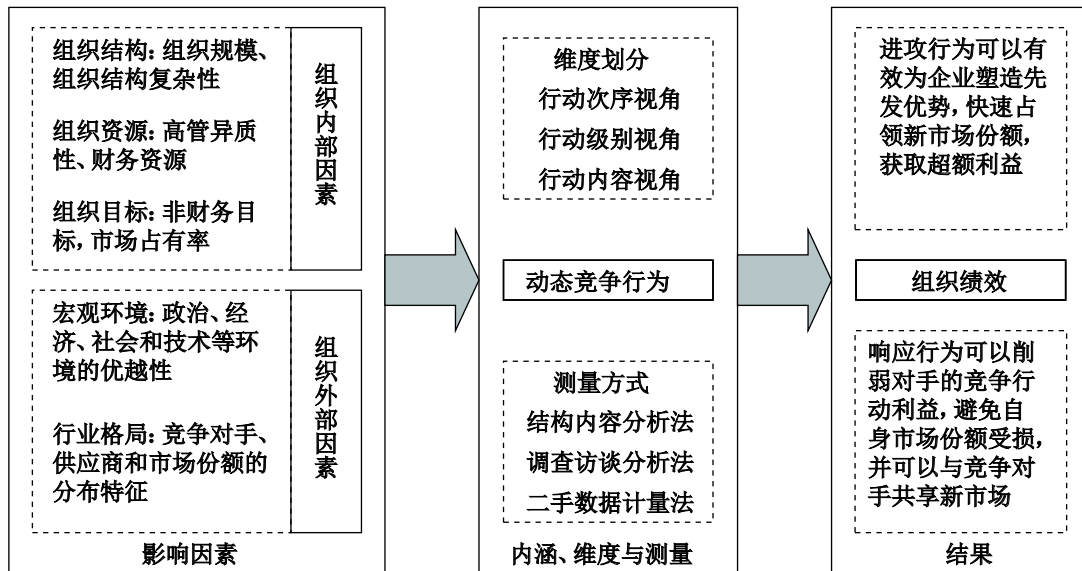 组织结构：组织规模、
组织结构复杂性
组织资源：高管异质
性、财务资源
组织目标：非财务目
标，市场占有率
组织内部因素
宏观环境：政治、经
济、社会和技术等环
境的优越性
行业格局：竞争对手、
供应商和市场份额的
分布特征
组织外部因素
影响因素
维度划分
行动次序视角
行动级别视角
行动内容视角
动态竞争行为
测量方式
结构内容分析法
调查访谈分析法
二手数据计量法
内涵、维度与测量
进攻行为可以有
效为企业塑造先
发优势，快速占
领新市场份额，
获取超额利益
组织绩效
响应行为可以削
弱对手的竞争行
动利益，避免自
身市场份额受损，
并可以与竞争对
手共享新市场
结果